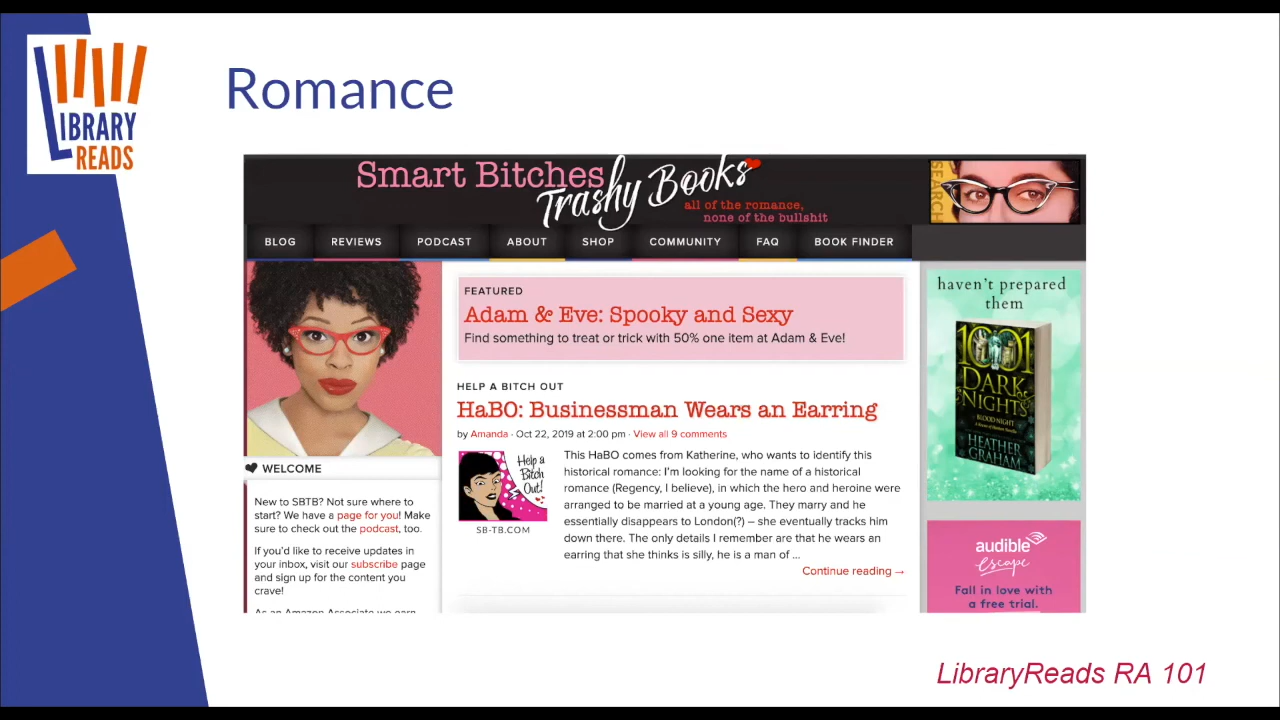 LIBRARY
READS
Romance
Smart Bitches
Trashy Books
all of the romance,
none of the bullshit
SEARCH
BLOG
REVIEWS
PODCAST
ABOUT
SHOP
COMMUNITY
FAQ
BOOK FINDER
WELCOME
New to SBTB? Not sure where to
start? We have a page for you! Make
sure to check out the podcast, too.
If you'd like to receive updates in
your inbox, visit our subscribe page
and sign up for the content you
crave!
As an Amazon Associate we earn
FEATURED
Adam & Eve: Spooky and Sexy
Find something to treat or trick with 50% one item at Adam & Eve!
HELP A BITCH OUT
HaBO: Businessman Wears an Earring
by Amanda · Oct 22, 2019 at 2:00 pm · View all 9 comments
Help a
Bitch
Out!
SB-TB.COM
This HaBO comes from Katherine, who wants to identify this
historical romance: I'm looking for the name of a historical
romance (Regency, I believe), in which the hero and heroine were
arranged to be married at a young age. They marry and he
essentially disappears to London(?) – she eventually tracks him
down there. The only details I remember are that he wears an
earring that she thinks is silly, he is a man of ...
Continue reading →
haven't prepared
them
1001
DARK
NIGHTS
BLOOD NIGHT
HEATHER
GRAHAM
audible
escape
Fall in love with
a free trial.
LibraryReads RA 101